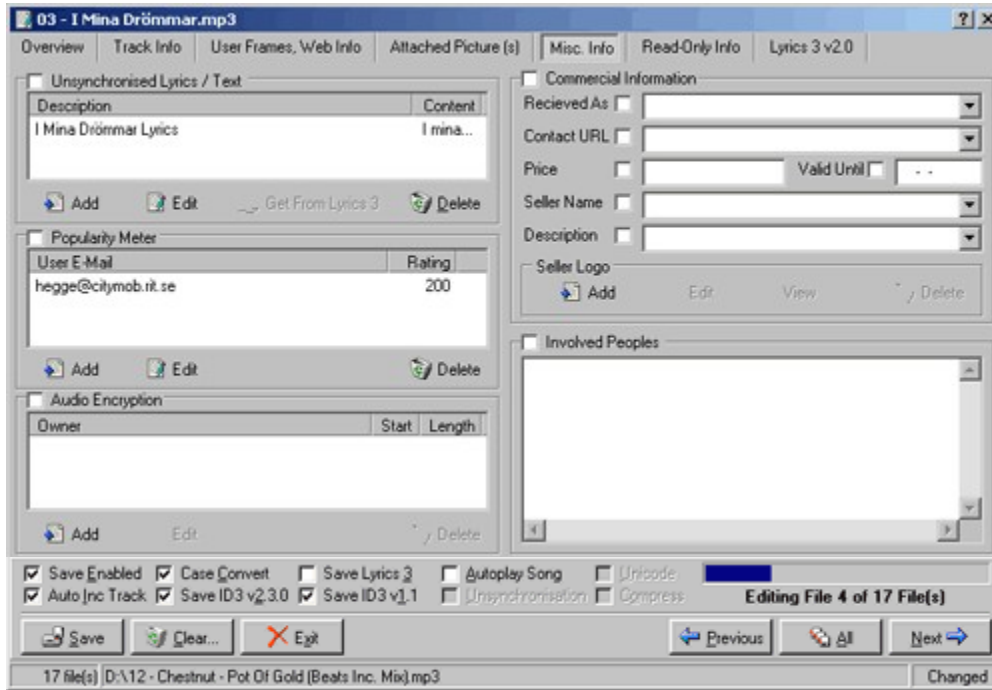 03 - I Mina Drömmar.mp3
Overview Track Info User Frames, Web Info Attached Picture (s) Misc. Info Read-Only Info Lyrics 3 v2.0
Unsynchronised Lyrics / Text
Description Content
I Mina Drömmar Lyrics I mina...
Add Edit Get From Lyrics 3 Delete
Popularity Meter
User E-Mail Rating
hegge@citymob.rit.se 200
Add Edit Delete
Audio Encryption
Owner Start Length
Add Edit Delete
Commercial Information
Recieved As
Contact URL
Price Valid Until - -
Seller Name
Description
Seller Logo
Add Edit View Delete
Involved Peoples
Save Enabled Case Convert Save Lyrics 3 Autoplay Song Unicode
Auto Inc Track Save ID3 v2.3.0 Save ID3 v1.1 Unsynchronisation Compress Editing File 4 of 17 File(s)
Save Clear... Exit Previous All Next
17 file(s) D:\12 - Chestnut - Pot Of Gold (Beats Inc. Mix).mp3 Changed